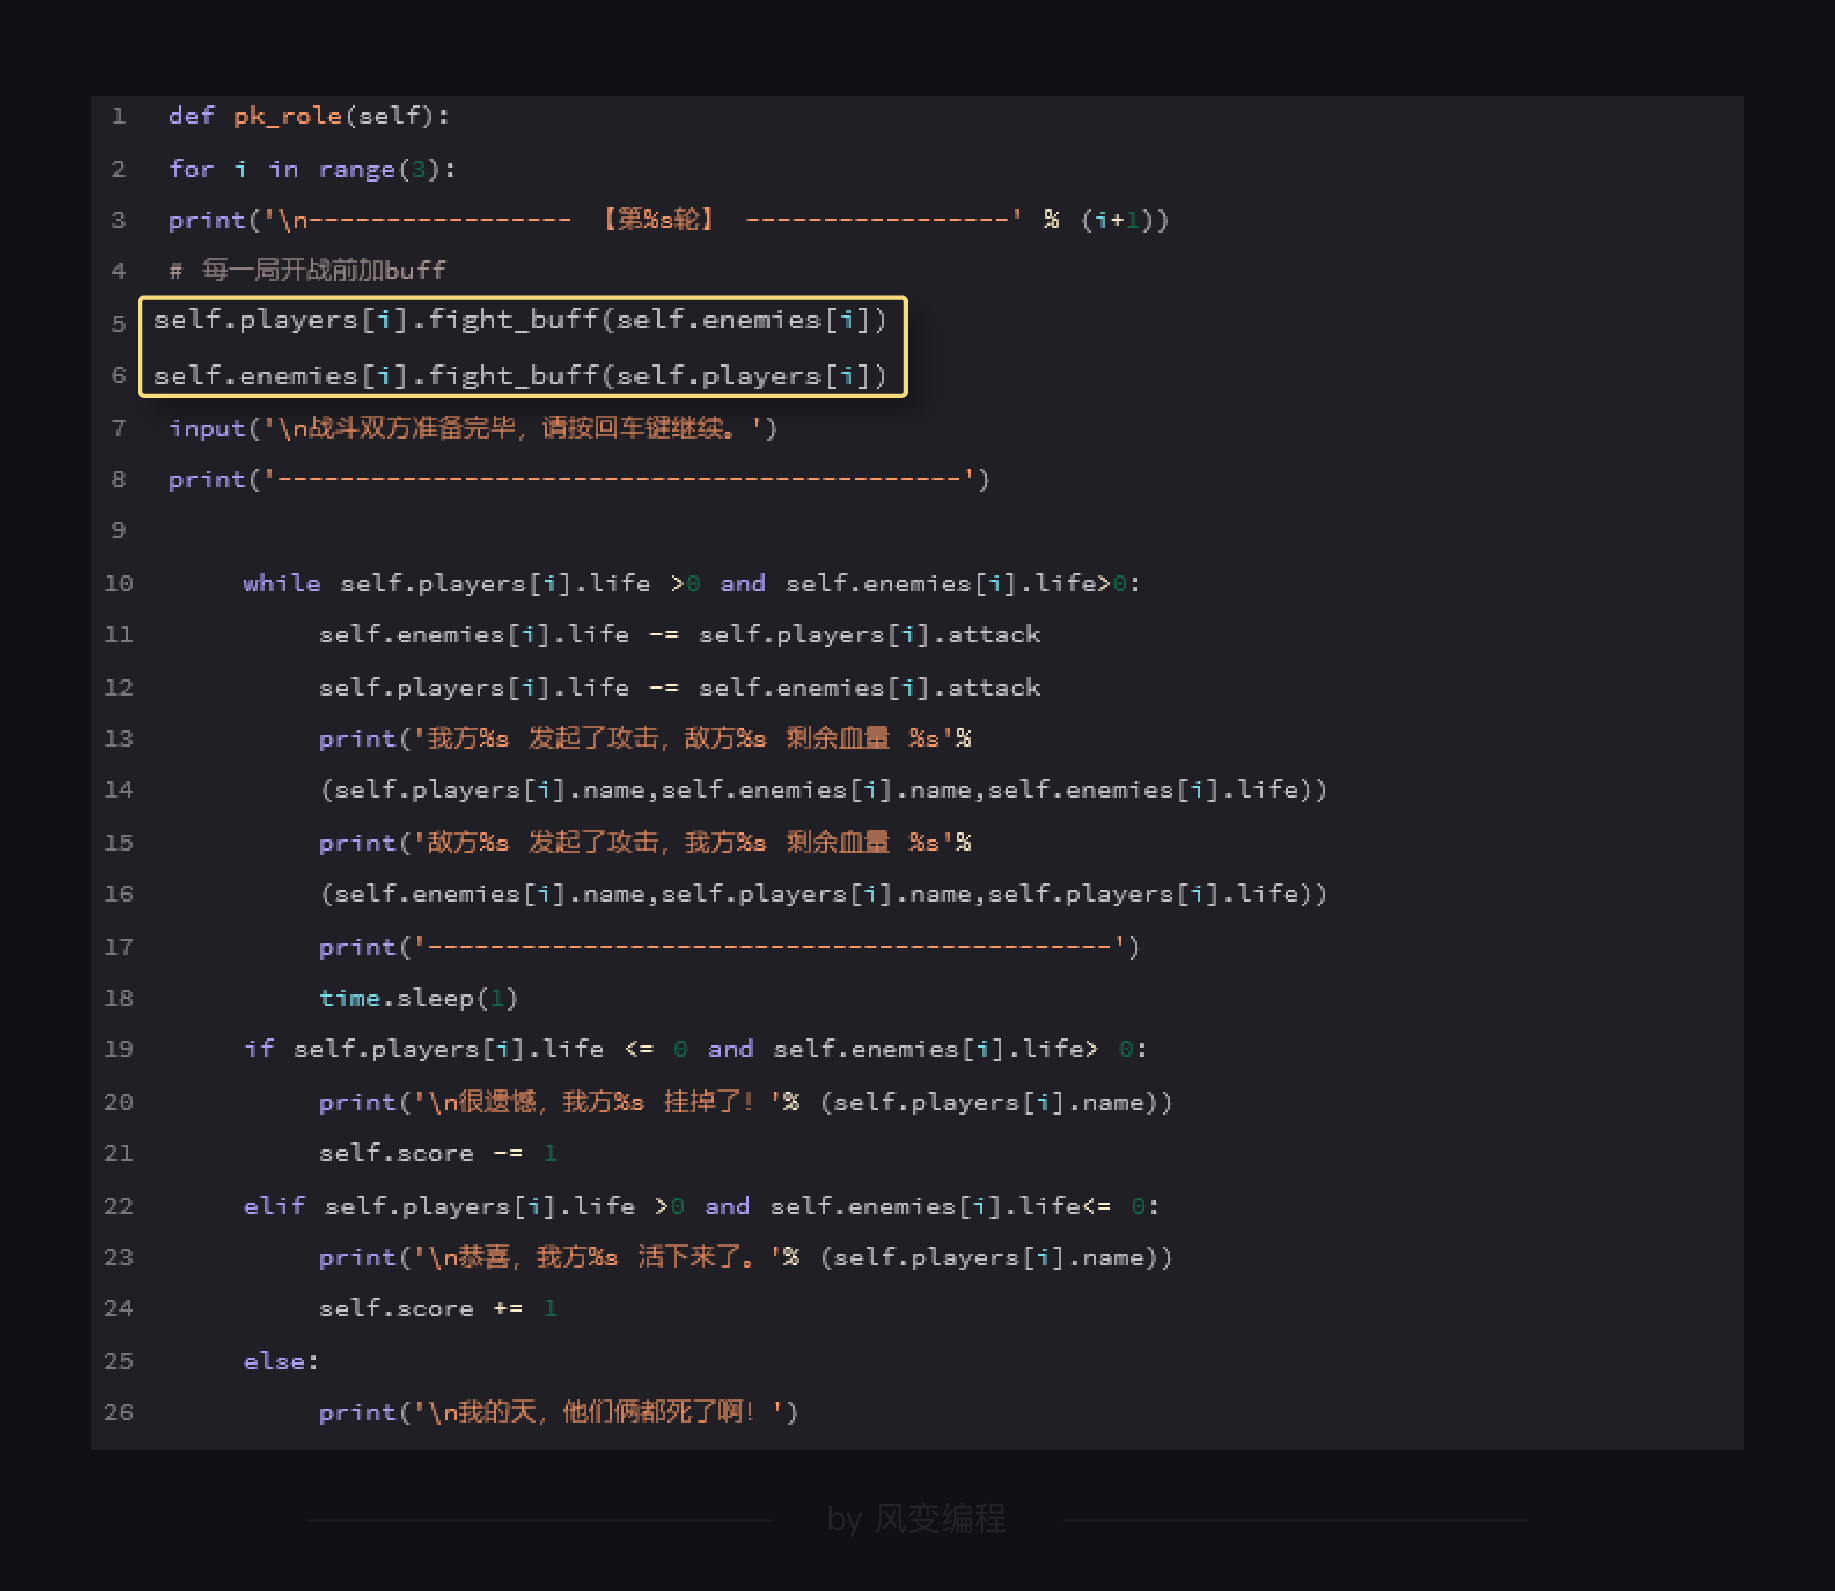 1 def pk_role(self):
2 for i in range(3):
3 print('\n----------------- 【第%s轮】 -----------------' % (i+1))
4 # 每一局开战前加buff
5 self.players[i].fight_buff(self.enemies[i])
6 self.enemies[i].fight_buff(self.players[i])
7 input('\n战斗双方准备完毕，请按回车键继续。')
8 print('--------------------------------------------')
9
10 while self.players[i].life >0 and self.enemies[i].life>0:
11 self.enemies[i].life -= self.players[i].attack
12 self.players[i].life -= self.enemies[i].attack
13 print('我方%s 发起了攻击，敌方%s 剩余血量 %s'%
14 (self.players[i].name,self.enemies[i].name,self.enemies[i].life))
15 print('敌方%s 发起了攻击，我方%s 剩余血量 %s'%
16 (self.enemies[i].name,self.players[i].name,self.players[i].life))
17 print('--------------------------------------------')
18 time.sleep(1)
19 if self.players[i].life <= 0 and self.enemies[i].life> 0:
20 print('\n很遗憾，我方%s 挂掉了！'% (self.players[i].name))
21 self.score -= 1
22 elif self.players[i].life >0 and self.enemies[i].life<= 0:
23 print('\n恭喜，我方%s 活下来了。'% (self.players[i].name))
24 self.score += 1
25 else:
26 print('\n我的天，他们俩都死了啊！')
by 风变编程